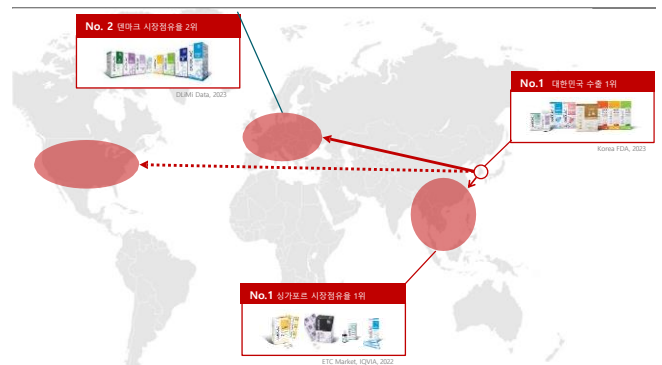 No. 2 덴마크 시장점유율 2위
DLIMI Data, 2023
No.1 대한민국 수출 1위
Korea FDA, 2023
No.1 싱가포르 시장점유율 1위
ETC Market, IQVIA, 2022